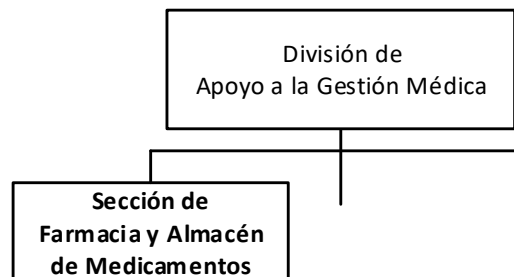 División de
Apoyo a la Gestión Médica
Sección de
Farmacia y Almacén
de Medicamentos